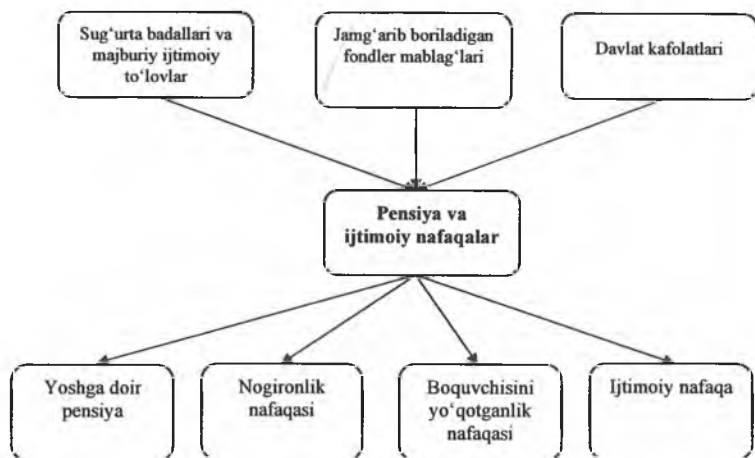 Sug‘urta badallari va
majburiy ijtimoiy
to‘lovlar
Jamg‘arib boriladigan
fondler mablag‘lari
Davlat kafolatlari
Pensiya va
ijtimoiy nafaqalar
Yoshga doir
pensiya
Nogironlik
nafaqasi
Boquvchisini
yo‘qotganlik
nafaqasi
Ijtimoiy nafaqa